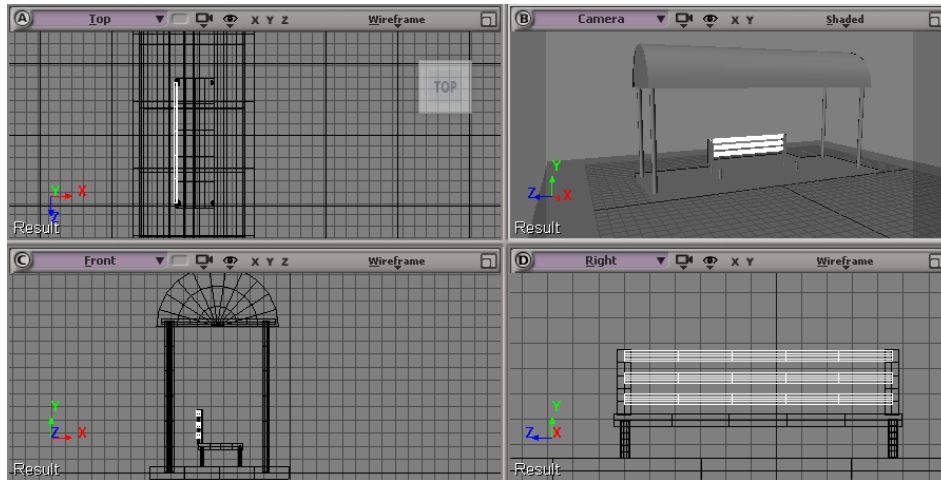 A Top X Y Z Wireframe
TOP
Y X
Z
Result
B Camera X Y Shaded
Y
Z X
Result
C Front X Y Z Wireframe
Y
Z X
Result
D Right X Y Wireframe
Y
Z X
Result